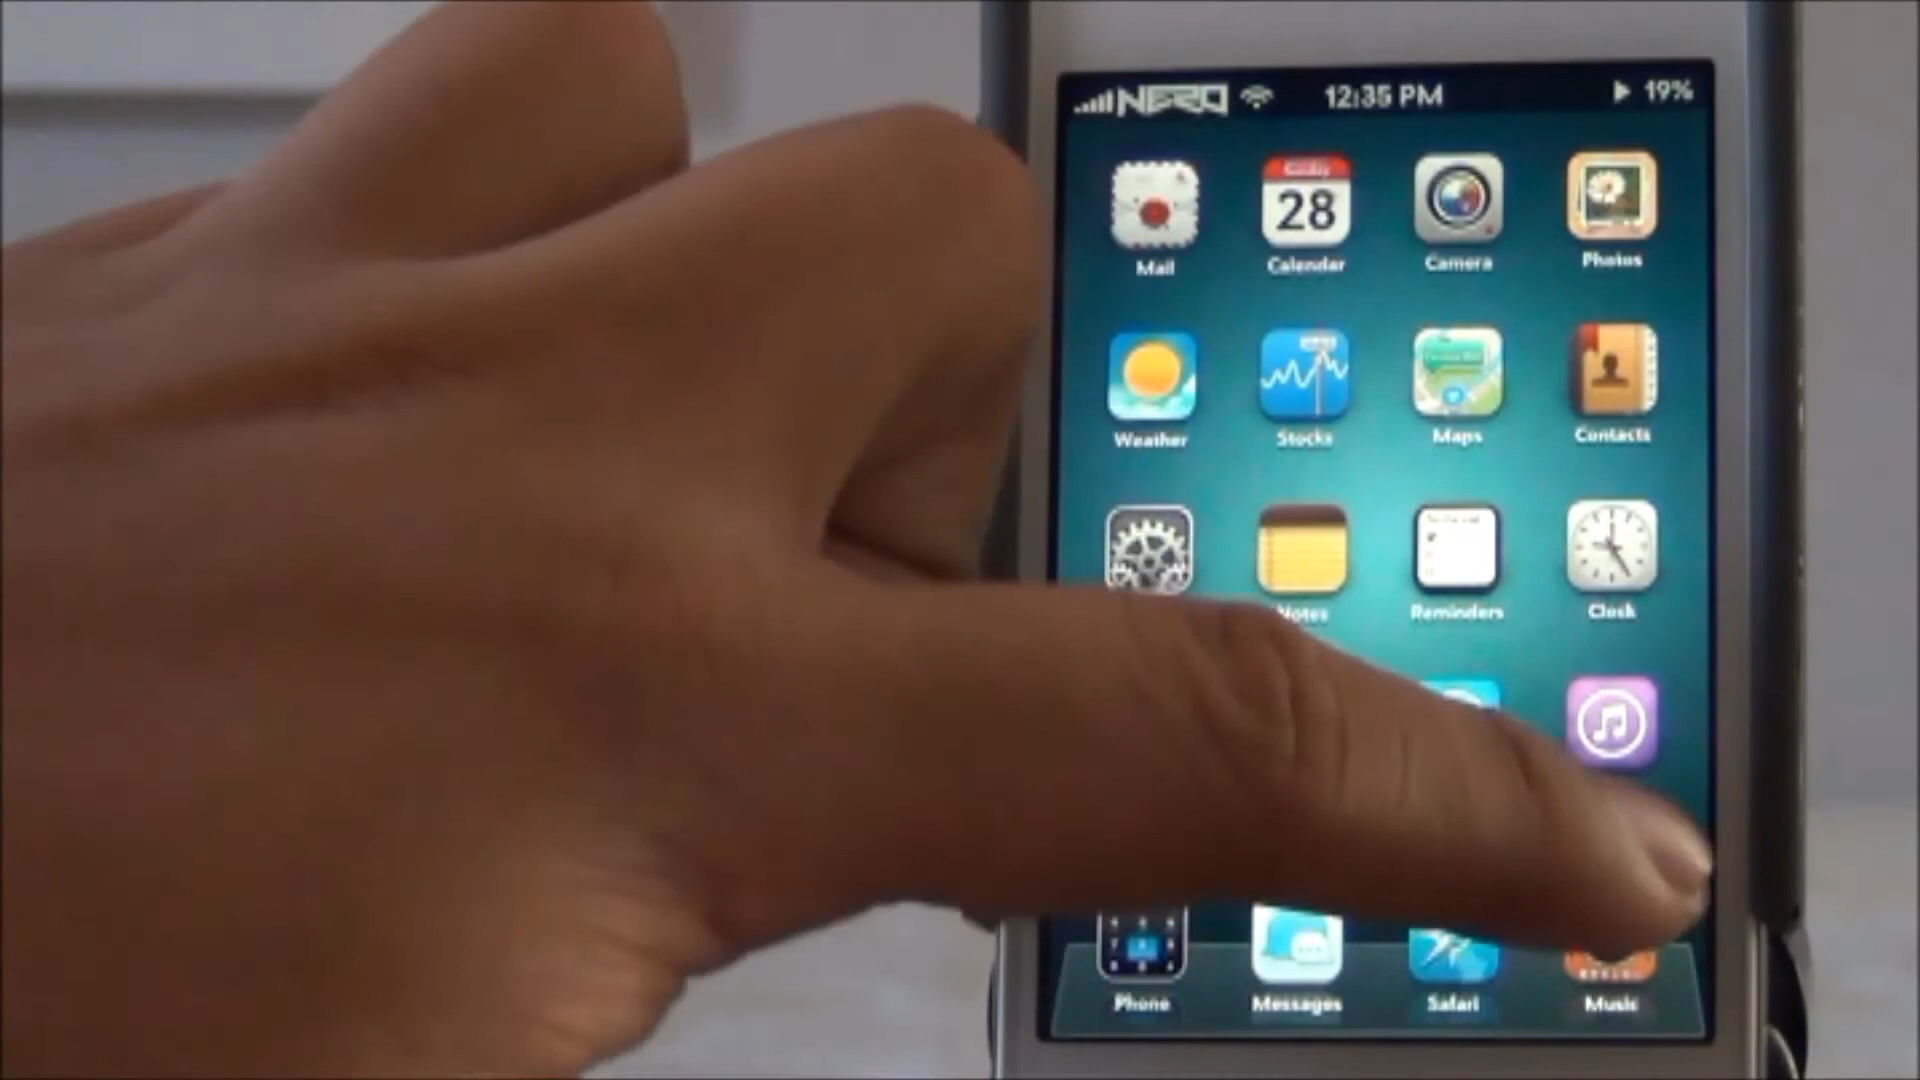 NERO 12:35 PM 19%
Sunday
28
Mail Calendar Camera Photos
Weather Stocks Maps Contacts
Notes Reminders Clock
Phone Messages Safari Music